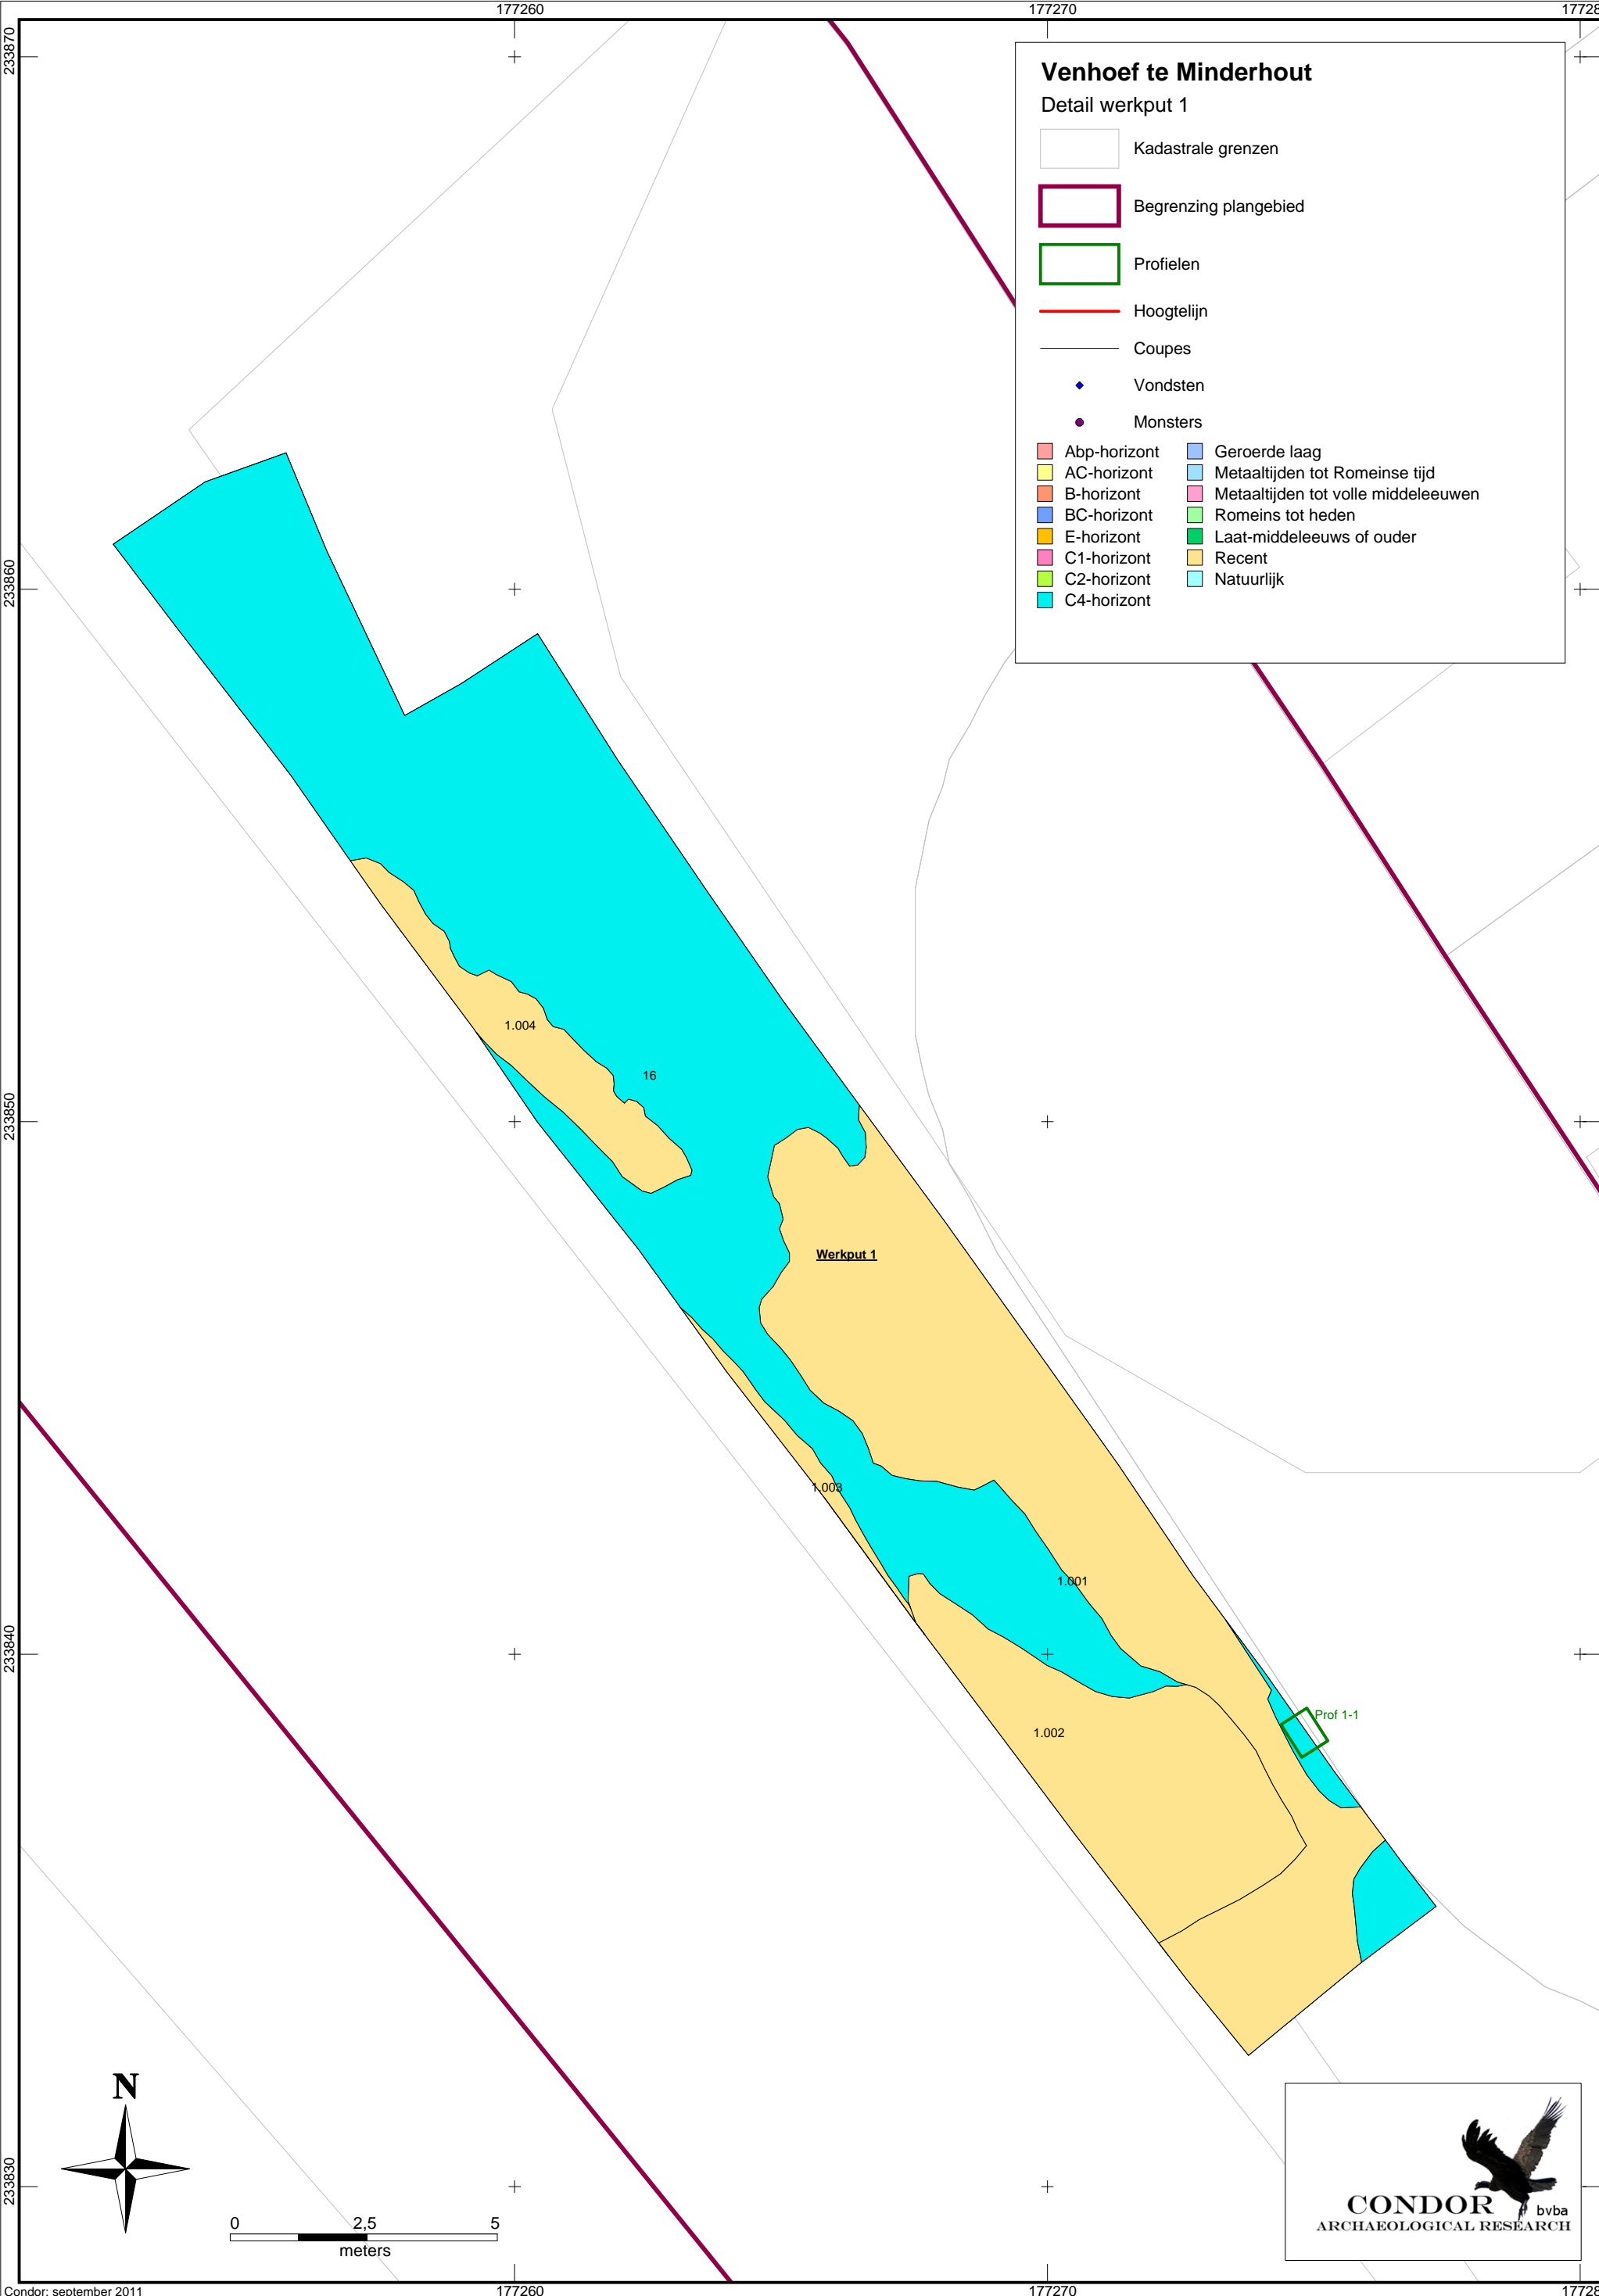 177260
177270
17728
233870
Venhoef te Minderhout
Detail werkput 1
Kadastrale grenzen
Begrenzing plangebied
Profielen
Hoogtelijn
Coupes
Vondsten
Monsters
Abp-horizont
Geroerde laag
AC-horizont
Metaaltijden tot Romeinse tijd
B-horizont
Metaaltijden tot volle middeleeuwen
BC-horizont
Romeins tot heden
E-horizont
Laat-middeleeuws of ouder
C1-horizont
Recent
C2-horizont
Natuurlijk
C4-horizont
233860
1.004
16
233850
Werkput 1
1.003
1.001
233840
Prof 1-1
1.002
N
233830
0 2,5 5
meters
CONDOR bvba
ARCHAEOLOGICAL RESEARCH
Condor: september 2011
177260
177270
17728